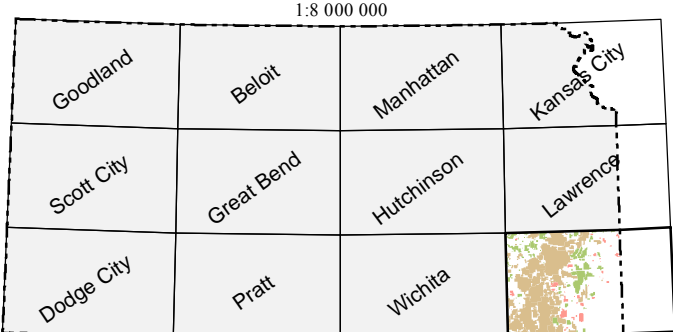 1:8 000 000
Goodland
Beloit
Manhattan
Kansas City
Scott City
Great Bend
Hutchinson
Lawrence
Dodge City
Pratt
Wichita